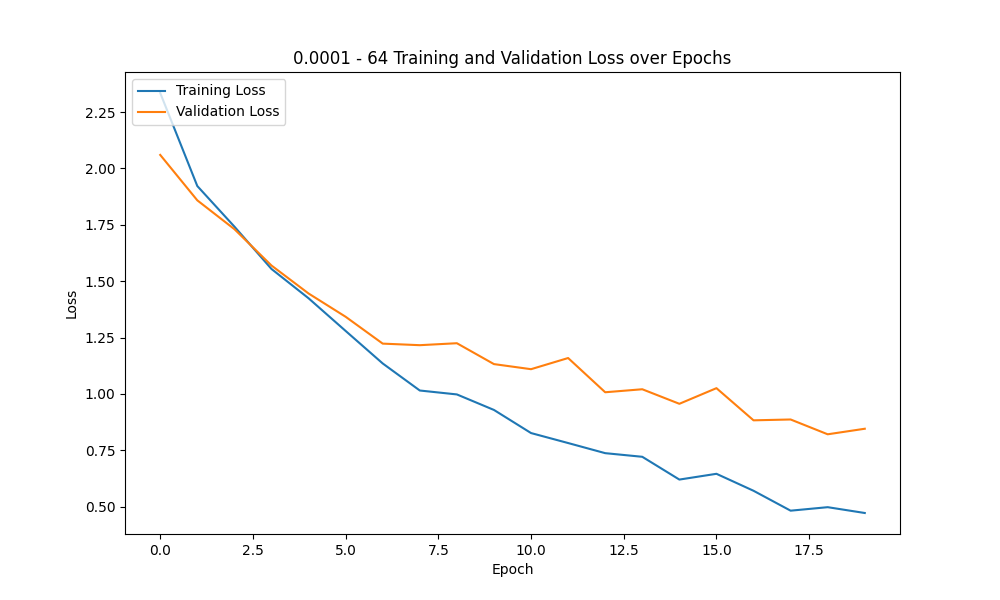 0.0001 - 64 Training and Validation Loss over Epochs
Training Loss
Validation Loss
2.25
2.00
1.75
1.50
1.25
1.00
0.75
0.50
Loss
0.0 2.5 5.0 7.5 10.0 12.5 15.0 17.5
Epoch